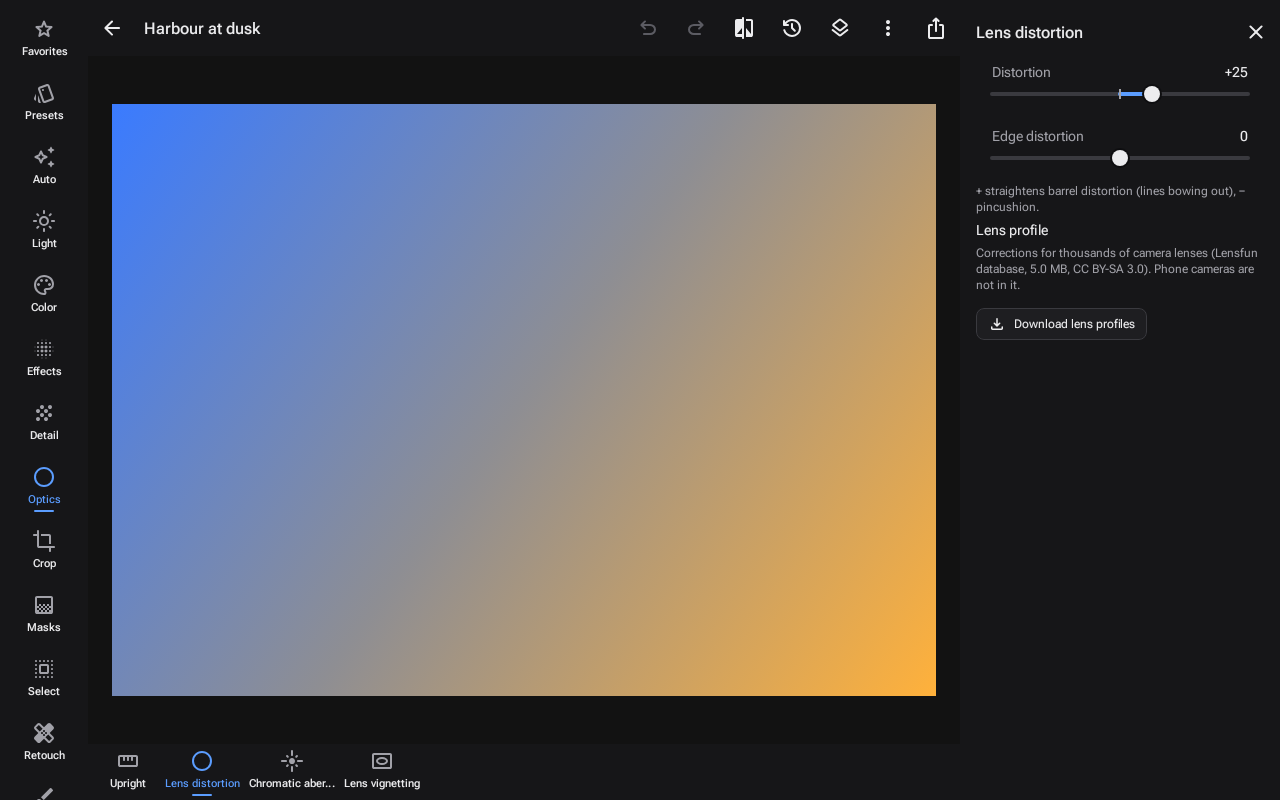 Harbour at dusk
Favorites
Presets
Auto
Light
Color
Effects
Detail
Optics
Crop
Masks
Select
Retouch
Upright
Lens distortion
Chromatic aber...
Lens vignetting
Lens distortion
Distortion +25
Edge distortion 0
+ straightens barrel distortion (lines bowing out), −
pincushion.
Lens profile
Corrections for thousands of camera lenses (Lensfun
database, 5.0 MB, CC BY-SA 3.0). Phone cameras are
not in it.
Download lens profiles